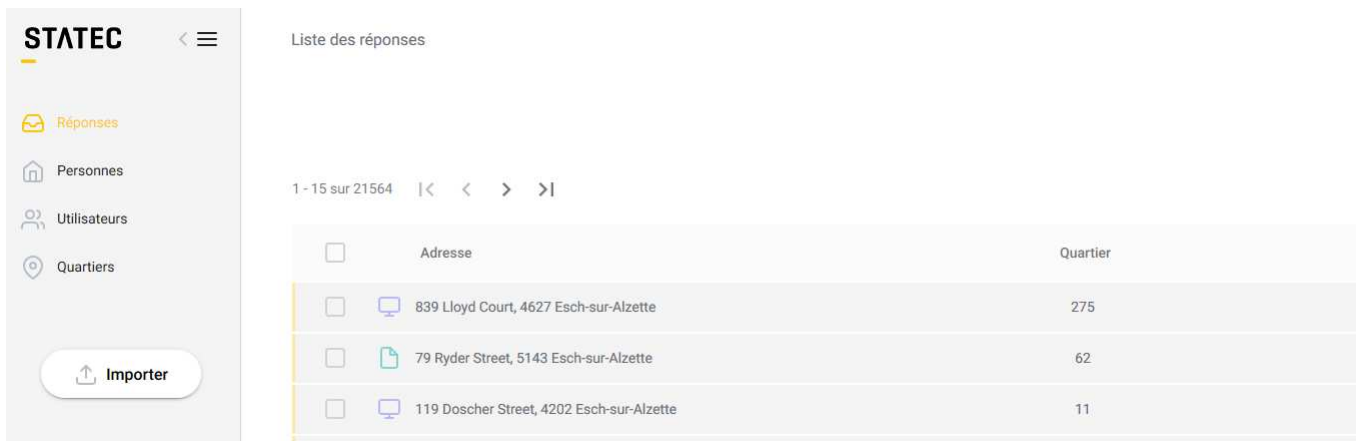 STATEC
Liste des réponses
Réponses
Personnes
Utilisateurs
Quartiers
Importer
1 - 15 sur 21564
Adresse Quartier
839 Lloyd Court, 4627 Esch-sur-Alzette 275
79 Ryder Street, 5143 Esch-sur-Alzette 62
119 Doscher Street, 4202 Esch-sur-Alzette 11